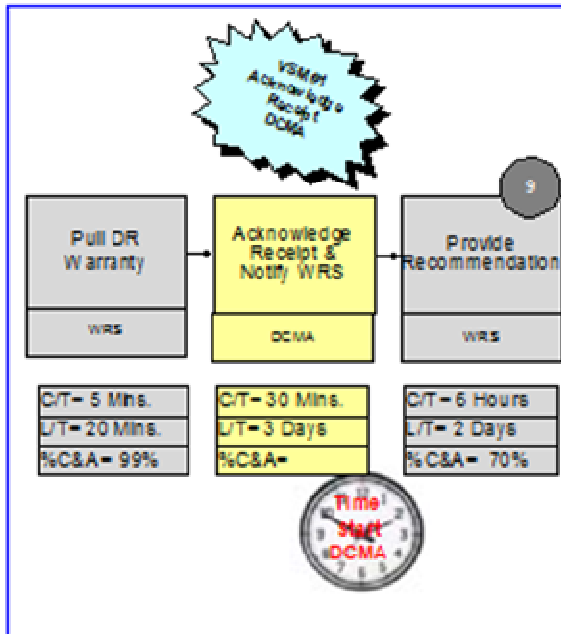 VSM#1
Acknowledge
Receipt
DCMA
9
Pull DR
Warranty
WRS
Acknowledge
Receipt &
Notify WRS
DCMA
Provide
Recommendation
WRS
C/T= 5 Mins.
L/T= 20 Mins.
%C&A= 99%
C/T= 30 Mins.
L/T= 3 Days
%C&A=
C/T= 6 Hours
L/T= 2 Days
%C&A= 70%
Time
Start
DCMA